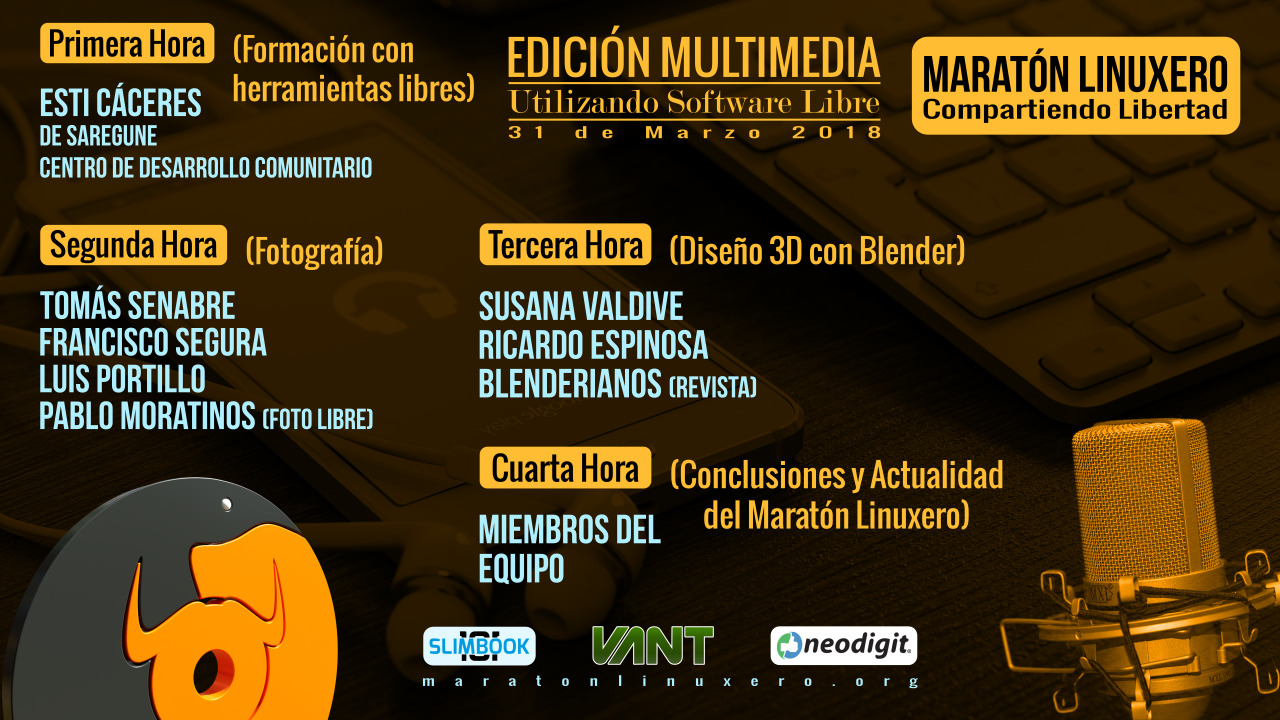 Primera Hora
(Formación con
herramientas libres)
ESTI CÁCERES
DE SAREGUNE
CENTRO DE DESARROLLO COMUNITARIO
EDICIÓN MULTIMEDIA
Utilizando Software Libre
31 de Marzo 2018
MARATÓN LINUXERO
Compartiendo Libertad
Segunda Hora
(Fotografía)
TOMÁS SENABRE
FRANCISCO SEGURA
LUIS PORTILLO
PABLO MORATINOS (FOTO LIBRE)
Tercera Hora
(Diseño 3D con Blender)
SUSANA VALDIVE
RICARDO ESPINOSA
BLENDERIANOS (REVISTA)
Cuarta Hora
(Conclusiones y Actualidad
del Maratón Linuxero)
MIEMBROS DEL
EQUIPO
SLIMBOOK
VANT
neodigit.
maratonlinuxero.org